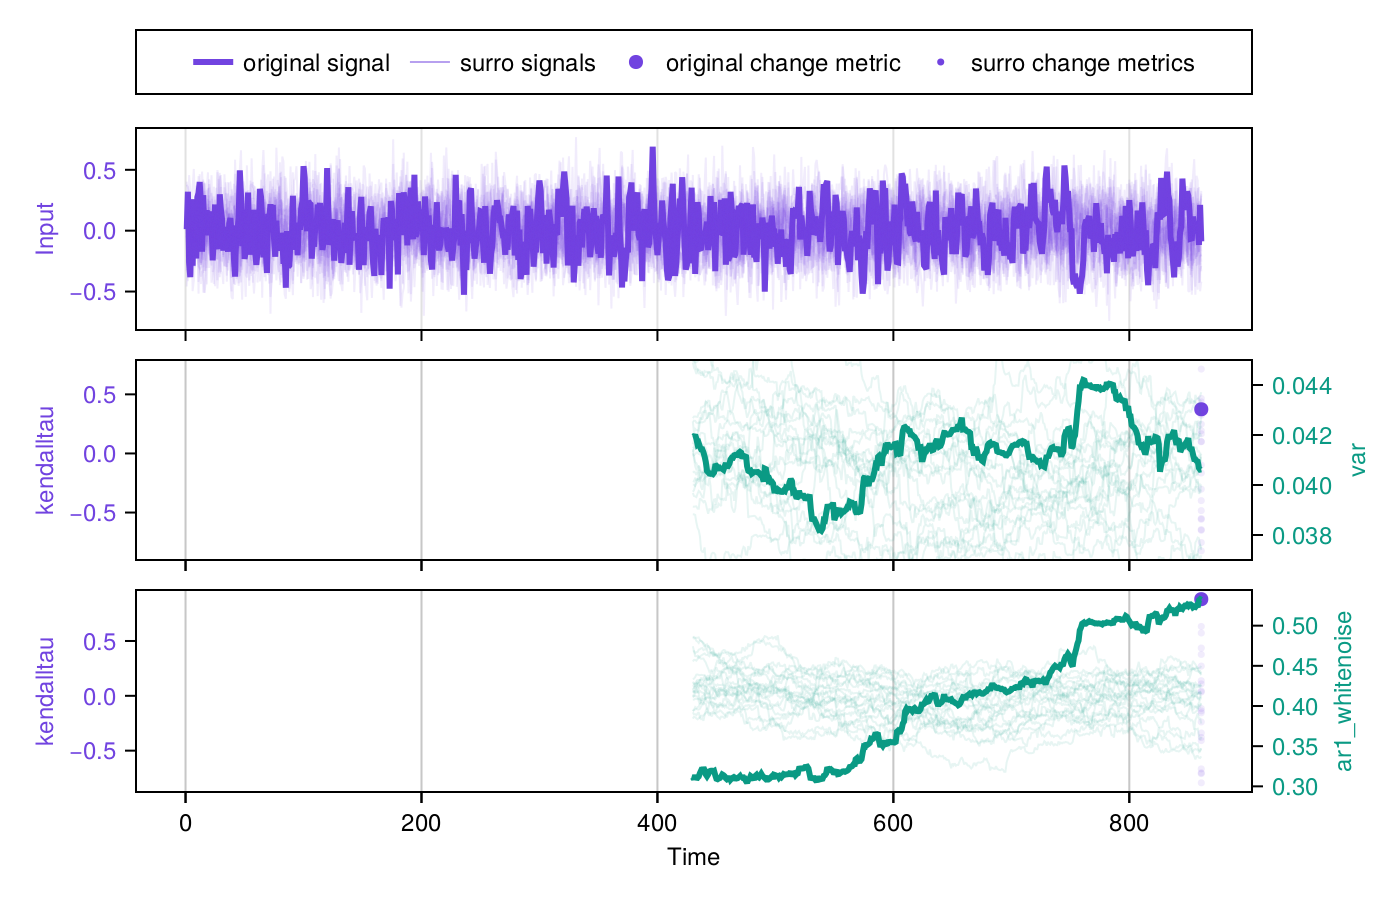 original signal surro signals original change metric surro change metrics
Input
0.5
0.0
−0.5
kendalltau
0.5
0.0
−0.5
0.044
0.042
0.040
0.038
var
kendalltau
0.5
0.0
−0.5
0.50
0.45
0.40
0.35
0.30
ar1_whitenoise
0 200 400 600 800
Time